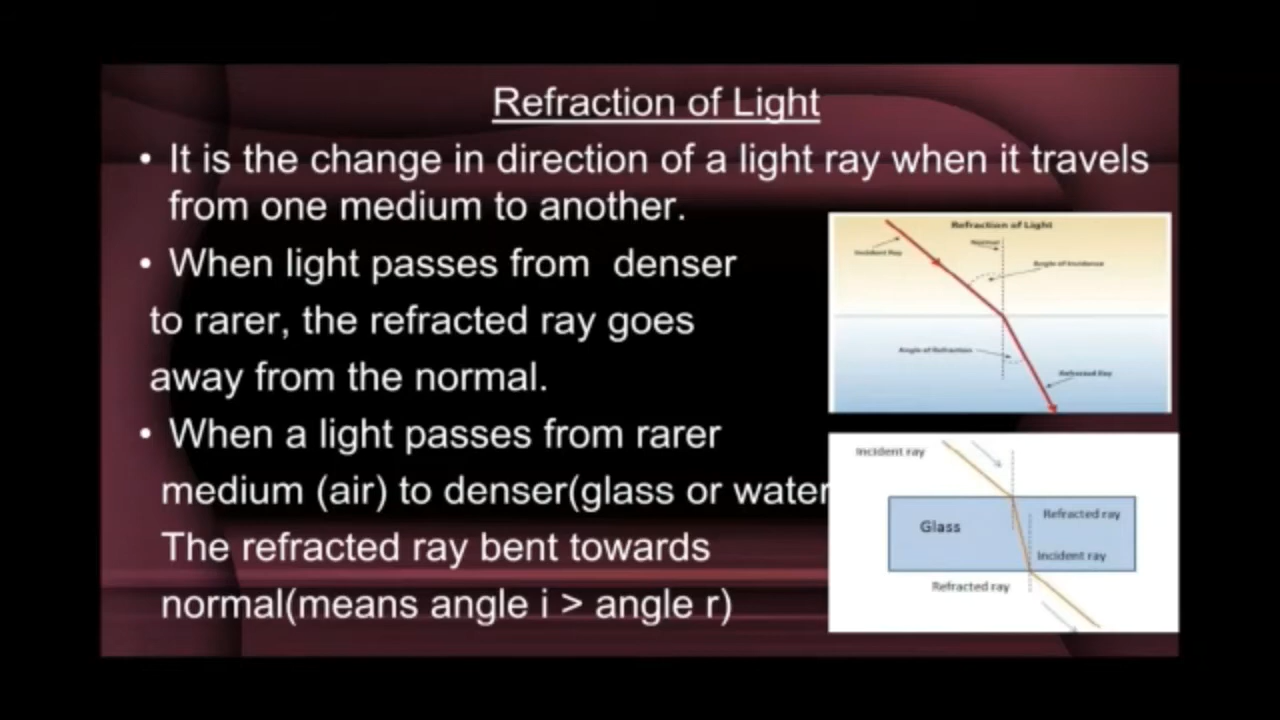 Refraction of Light
• It is the change in direction of a light ray when it travels
from one medium to another.
• When light passes from denser
to rarer, the refracted ray goes
away from the normal.
• When a light passes from rarer
medium (air) to denser(glass or water
The refracted ray bent towards
normal(means angle i > angle r)
Refraction of Light
Normal
Incident Ray
Angle of Incidence
Angle of Refraction
Refracted Ray
Incident ray
Refracted ray
Glass
Incident ray
Refracted ray